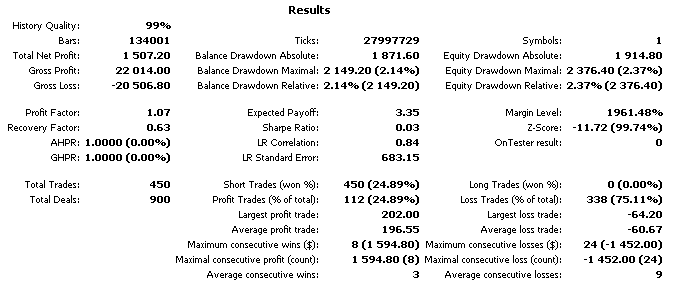 Results
History Quality: 99%
Bars: 134001 Ticks: 27997729 Symbols: 1
Total Net Profit: 1 507.20 Balance Drawdown Absolute: 1 871.60 Equity Drawdown Absolute: 1 914.80
Gross Profit: 22 014.00 Balance Drawdown Maximal: 2 149.20 (2.14%) Equity Drawdown Maximal: 2 376.40 (2.37%)
Gross Loss: -20 506.80 Balance Drawdown Relative: 2.14% (2 149.20) Equity Drawdown Relative: 2.37% (2 376.40)
Profit Factor: 1.07 Expected Payoff: 3.35 Margin Level: 1961.48%
Recovery Factor: 0.63 Sharpe Ratio: 0.03 Z-Score: -11.72 (99.74%)
AHPR: 1.0000 (0.00%) LR Correlation: 0.84 OnTester result: 0
GHPR: 1.0000 (0.00%) LR Standard Error: 683.15
Total Trades: 450 Short Trades (won %): 450 (24.89%) Long Trades (won %): 0 (0.00%)
Total Deals: 900 Profit Trades (% of total): 112 (24.89%) Loss Trades (% of total): 338 (75.11%)
Largest profit trade: 202.00 Largest loss trade: -64.20
Average profit trade: 196.55 Average loss trade: -60.67
Maximum consecutive wins ($): 8 (1 594.80) Maximum consecutive losses ($): 24 (-1 452.00)
Maximal consecutive profit (count): 1 594.80 (8) Maximal consecutive loss (count): -1 452.00 (24)
Average consecutive wins: 3 Average consecutive losses: 9